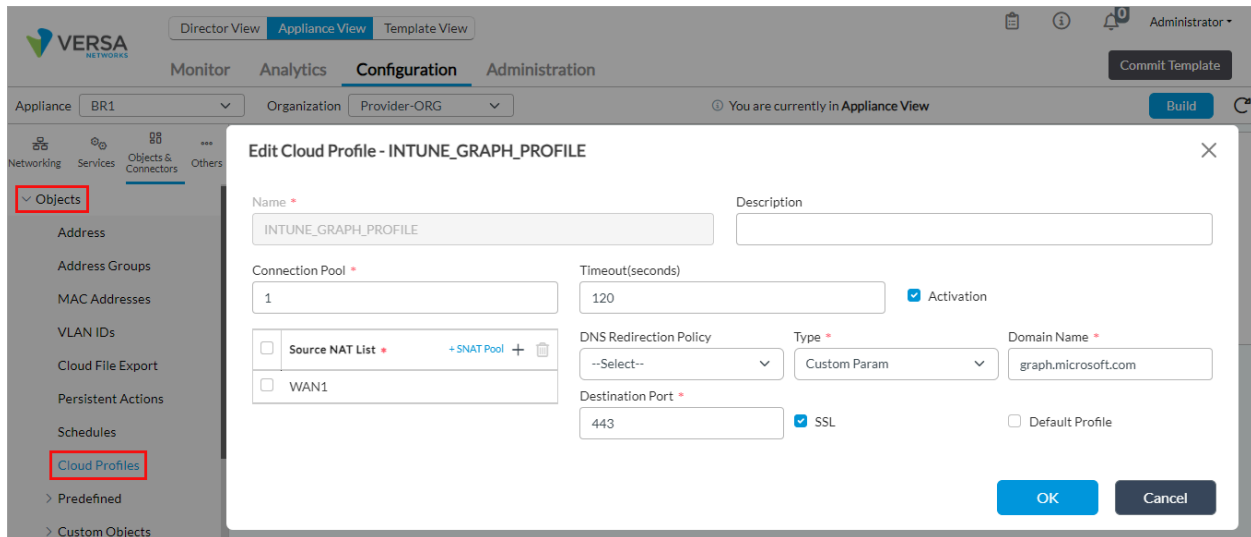 Director View Appliance View Template View
0 Administrator
VERSA
NETWORKS
Monitor Analytics Configuration Administration
Commit Template
Appliance BR1 Organization Provider-ORG You are currently in Appliance View Build
Networking Services Objects & Connectors Others
Edit Cloud Profile - INTUNE_GRAPH_PROFILE
Objects
Address
Address Groups
MAC Addresses
VLAN IDs
Cloud File Export
Persistent Actions
Schedules
Cloud Profiles
Predefined
Custom Objects
Name *
INTUNE_GRAPH_PROFILE
Description
Connection Pool *
1
Timeout(seconds)
120
Activation
Source NAT List * + SNAT Pool
WAN1
DNS Redirection Policy
--Select--
Type *
Custom Param
Domain Name *
graph.microsoft.com
Destination Port *
443
SSL
Default Profile
OK Cancel